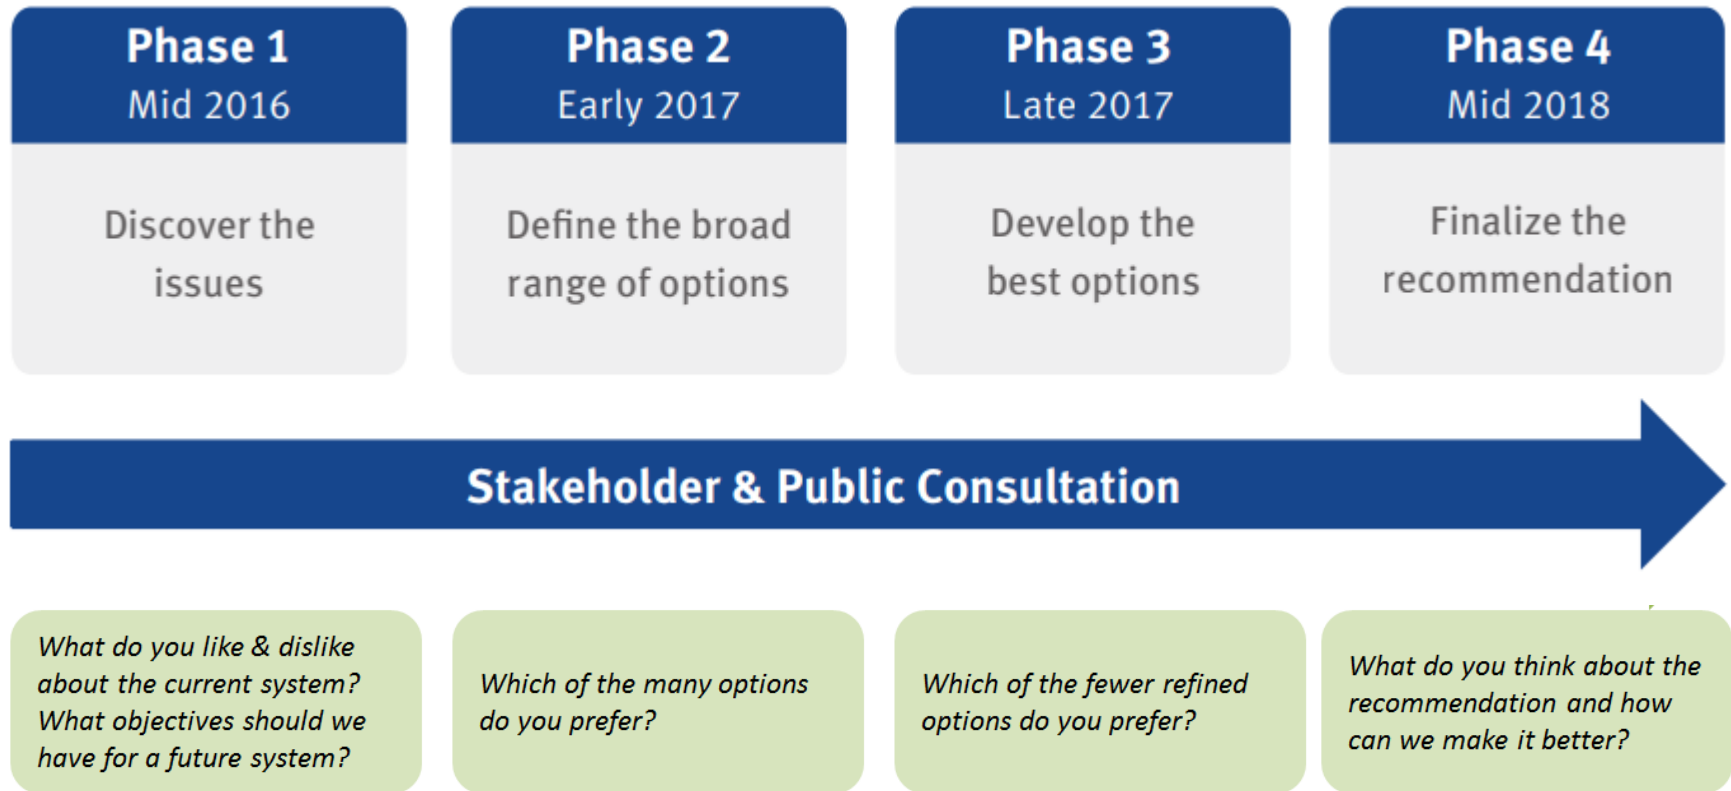 Phase 1
Mid 2016
Discover the
issues
Phase 2
Early 2017
Define the broad
range of options
Phase 3
Late 2017
Develop the
best options
Phase 4
Mid 2018
Finalize the
recommendation
Stakeholder & Public Consultation
What do you like & dislike
about the current system?
What objectives should we
have for a future system?
Which of the many options
do you prefer?
Which of the fewer refined
options do you prefer?
What do you think about the
recommendation and how
can we make it better?